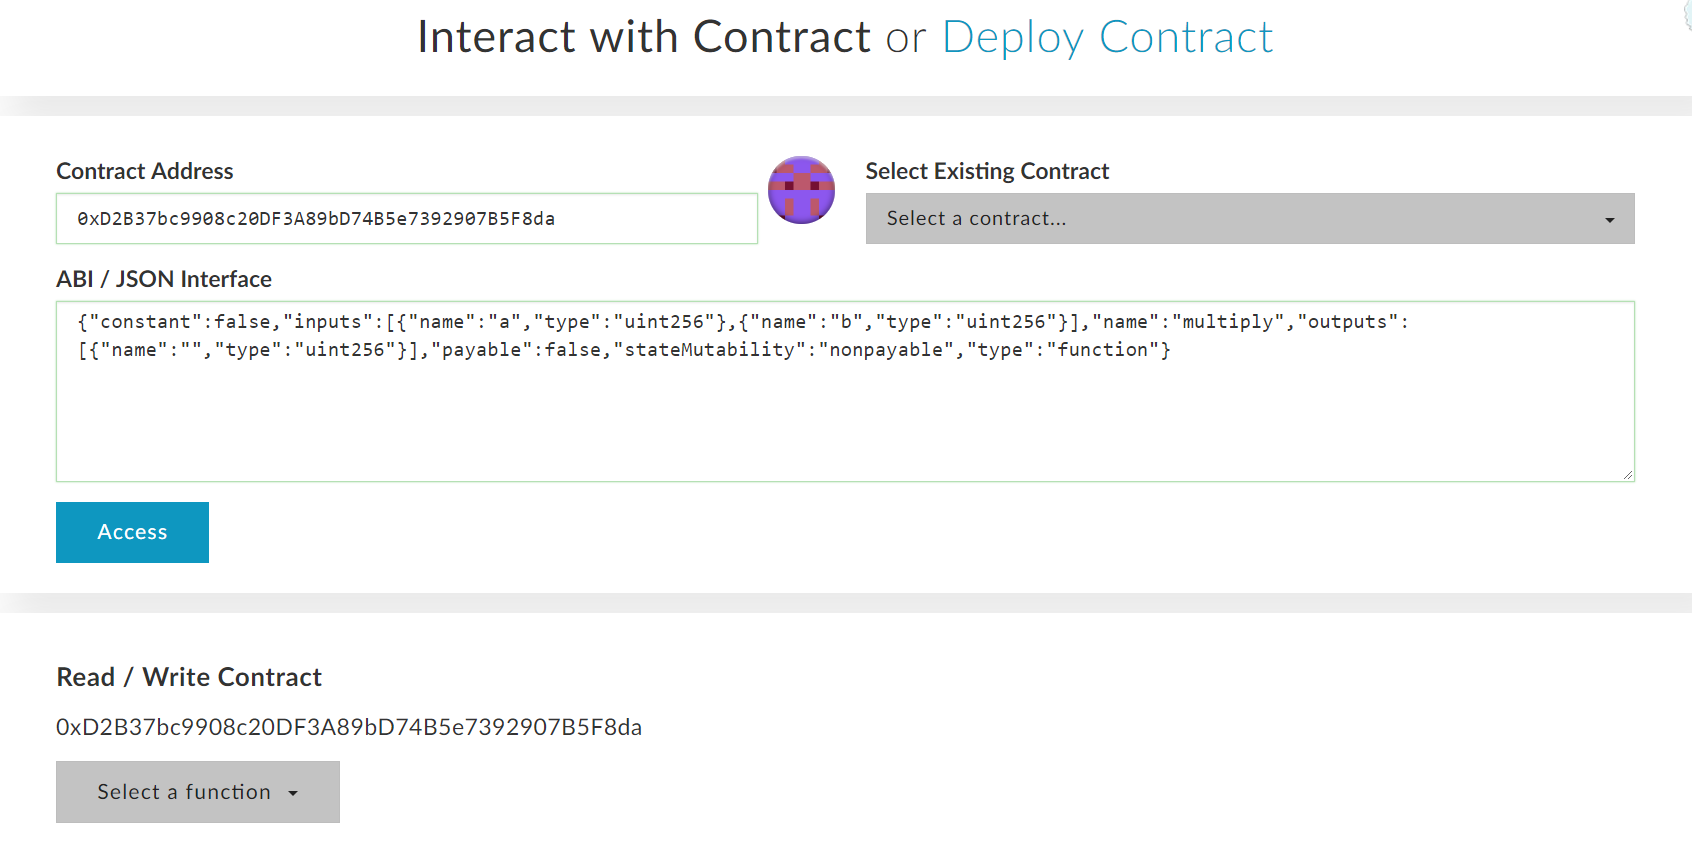 Interact with Contract or Deploy Contract
Contract Address
Select Existing Contract
0xD2B37bc9908c20DF3A89bD74B5e7392907B5F8da
Select a contract...
ABI / JSON Interface
{"constant":false,"inputs":[{"name":"a","type":"uint256"},{"name":"b","type":"uint256"}],"name":"multiply","outputs":
[{"name":"","type":"uint256"}],"payable":false,"stateMutability":"nonpayable","type":"function"}
Access
Read / Write Contract
0xD2B37bc9908c20DF3A89bD74B5e7392907B5F8da
Select a function